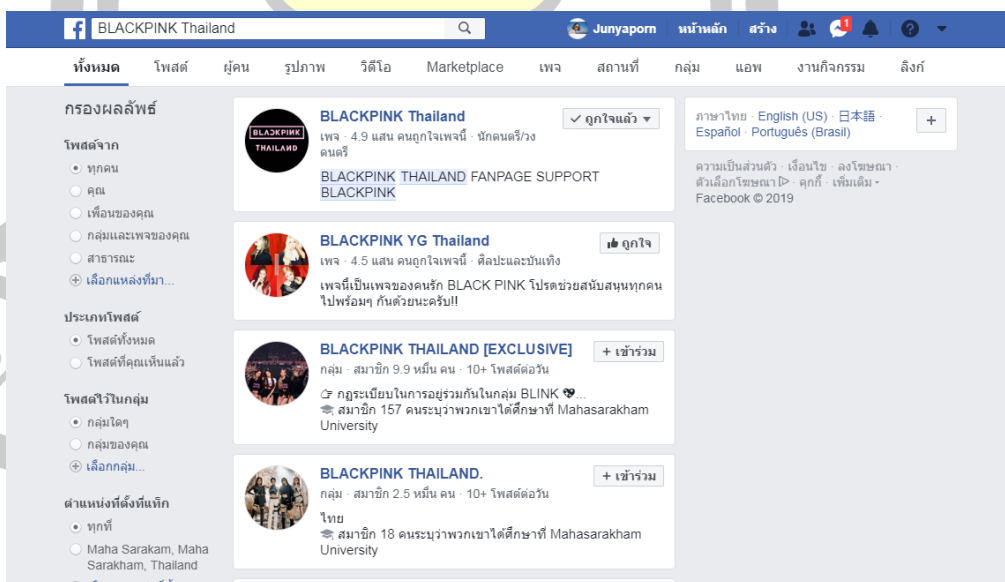 BLACKPINK Thailand
Junyaporn หน้าหลัก สร้าง 1
ทั้งหมด โพสต์ ผู้คน รูปภาพ วิดีโอ Marketplace เพจ สถานที่ กลุ่ม แอพ งานกิจกรรม ลิงก์
กรองผลลัพธ์
โพสต์จาก
ทุกคน
คุณ
เพื่อนของคุณ
กลุ่มและเพจของคุณ
สาธารณะ
เลือกแหล่งที่มา...
ประเภทโพสต์
โพสต์ทั้งหมด
โพสต์ที่คุณเห็นแล้ว
โพสต์ไว้ในกลุ่ม
กลุ่มใดๆ
กลุ่มของคุณ
เลือกกลุ่ม...
ตำแหน่งที่ตั้งที่แท็ก
ทุกที่
Maha Sarakam, Maha
Sarakham, Thailand
BLACKPINK
THAILAND
BLACKPINK Thailand
ถูกใจแล้ว
เพจ · 4.9 แสน คนถูกใจเพจนี้ · นักดนตรี/วง
ดนตรี
BLACKPINK THAILAND FANPAGE SUPPORT
BLACKPINK
BLACKPINK YG Thailand
ถูกใจ
เพจ · 4.5 แสน คนถูกใจเพจนี้ · ศิลปะและบันเทิง
เพจนี้เป็นเพจของคนรัก BLACK PINK โปรดช่วยสนับสนุนทุกคน
ไปพร้อมๆ กันด้วยนะครับ!!
BLACKPINK THAILAND [EXCLUSIVE]
+ เข้าร่วม
กลุ่ม · สมาชิก 9.9 หมื่น คน · 10+ โพสต์ต่อวัน
กฎระเบียบในการอยู่ร่วมกันในกลุ่ม BLINK 💖...
สมาชิก 157 คนระบุว่าพวกเขาได้ศึกษาที่ Mahasarakham
University
BLACKPINK THAILAND.
+ เข้าร่วม
กลุ่ม · สมาชิก 2.5 หมื่น คน · 10+ โพสต์ต่อวัน
ไทย
สมาชิก 18 คนระบุว่าพวกเขาได้ศึกษาที่ Mahasarakham
University
ภาษาไทย · English (US) · 日本語 ·
Español · Português (Brasil)
ความเป็นส่วนตัว · เงื่อนไข · ลงโฆษณา ·
ตัวเลือกโฆษณา · คุกกี้ · เพิ่มเติม
Facebook © 2019